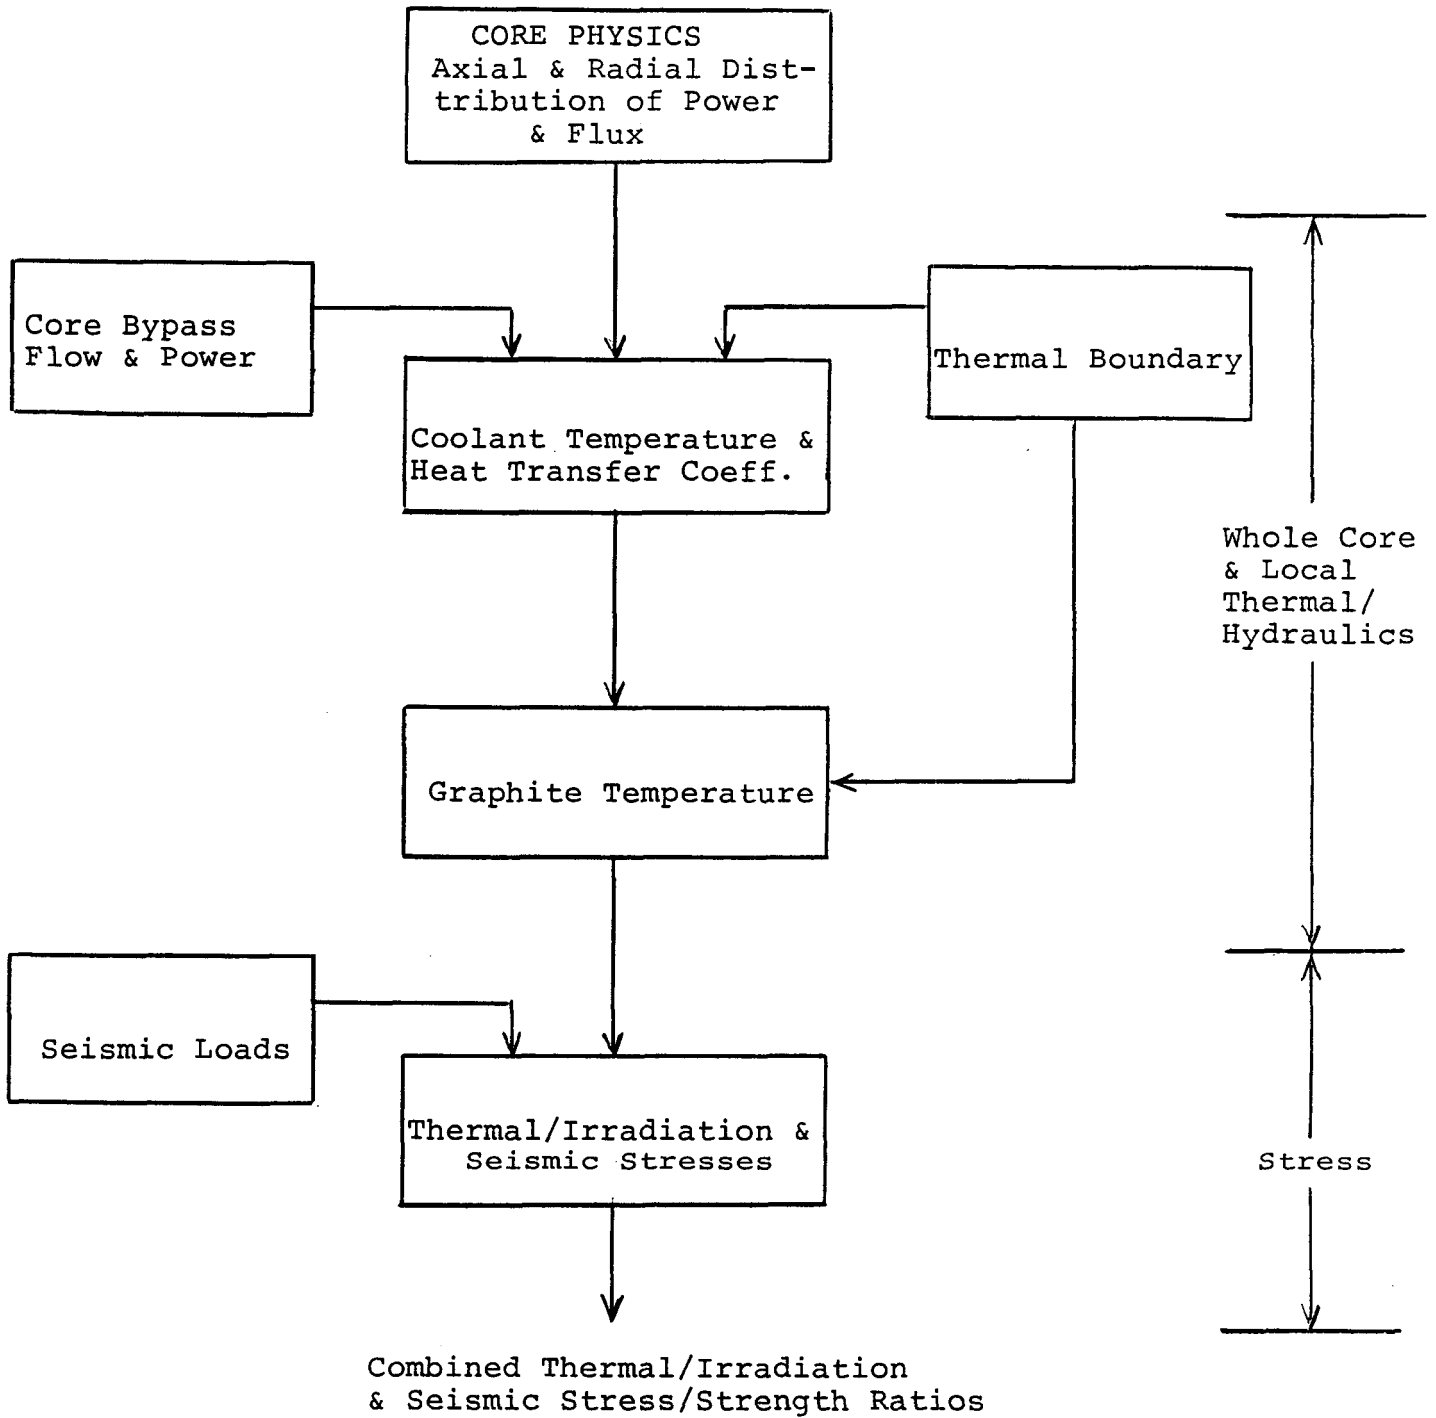 CORE PHYSICS
Axial & Radial Dist-
tribution of Power
& Flux
Core Bypass
Flow & Power
Thermal Boundary
Coolant Temperature &
Heat Transfer Coeff.
Whole Core
& Local
Thermal/
Hydraulics
Graphite Temperature
Seismic Loads
Thermal/Irradiation &
Seismic Stresses
Stress
Combined Thermal/Irradiation
& Seismic Stress/Strength Ratios